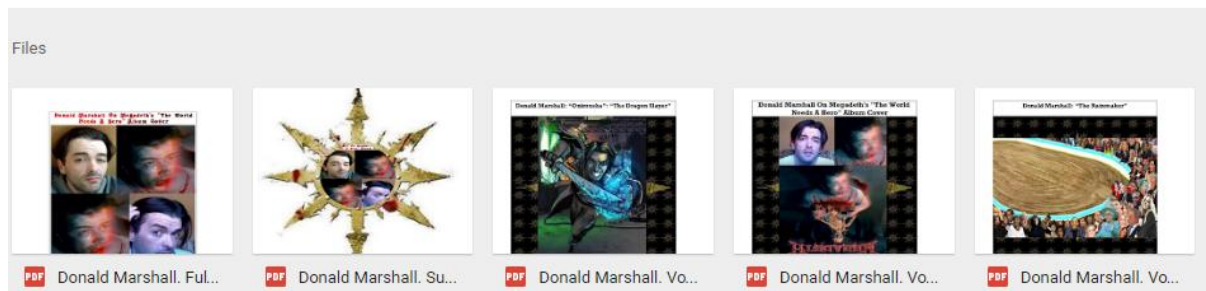 Files
Donald Marshall On Megadeth's "The World
Needs A Hero" Album Cover
Donald Marshall: "Onimusha": "The Dragon Slayer"
Donald Marshall On Megadeth's "The World
Needs A Hero" Album Cover
Donald Marshall: "The
PDF Donald Marshall. Ful...
PDF Donald Marshall. Su...
PDF Donald Marshall. Vo...
PDF Donald Marshall. Vo...
PDF Donald Marshall. Vo...